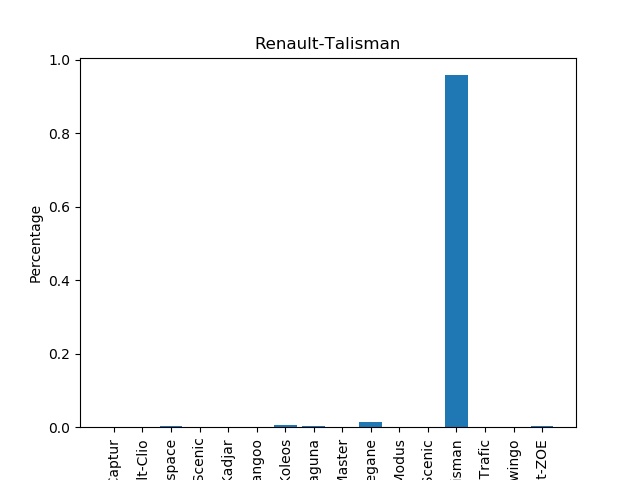 Renault-Talisman
Percentage
1.0
0.8
0.6
0.4
0.2
0.0
Captur
lt-Clio
space
Scenic
Kadjar
angoo
Koleos
aguna
Master
egane
Modus
Scenic
isman
Trafic
wingo
t-ZOE